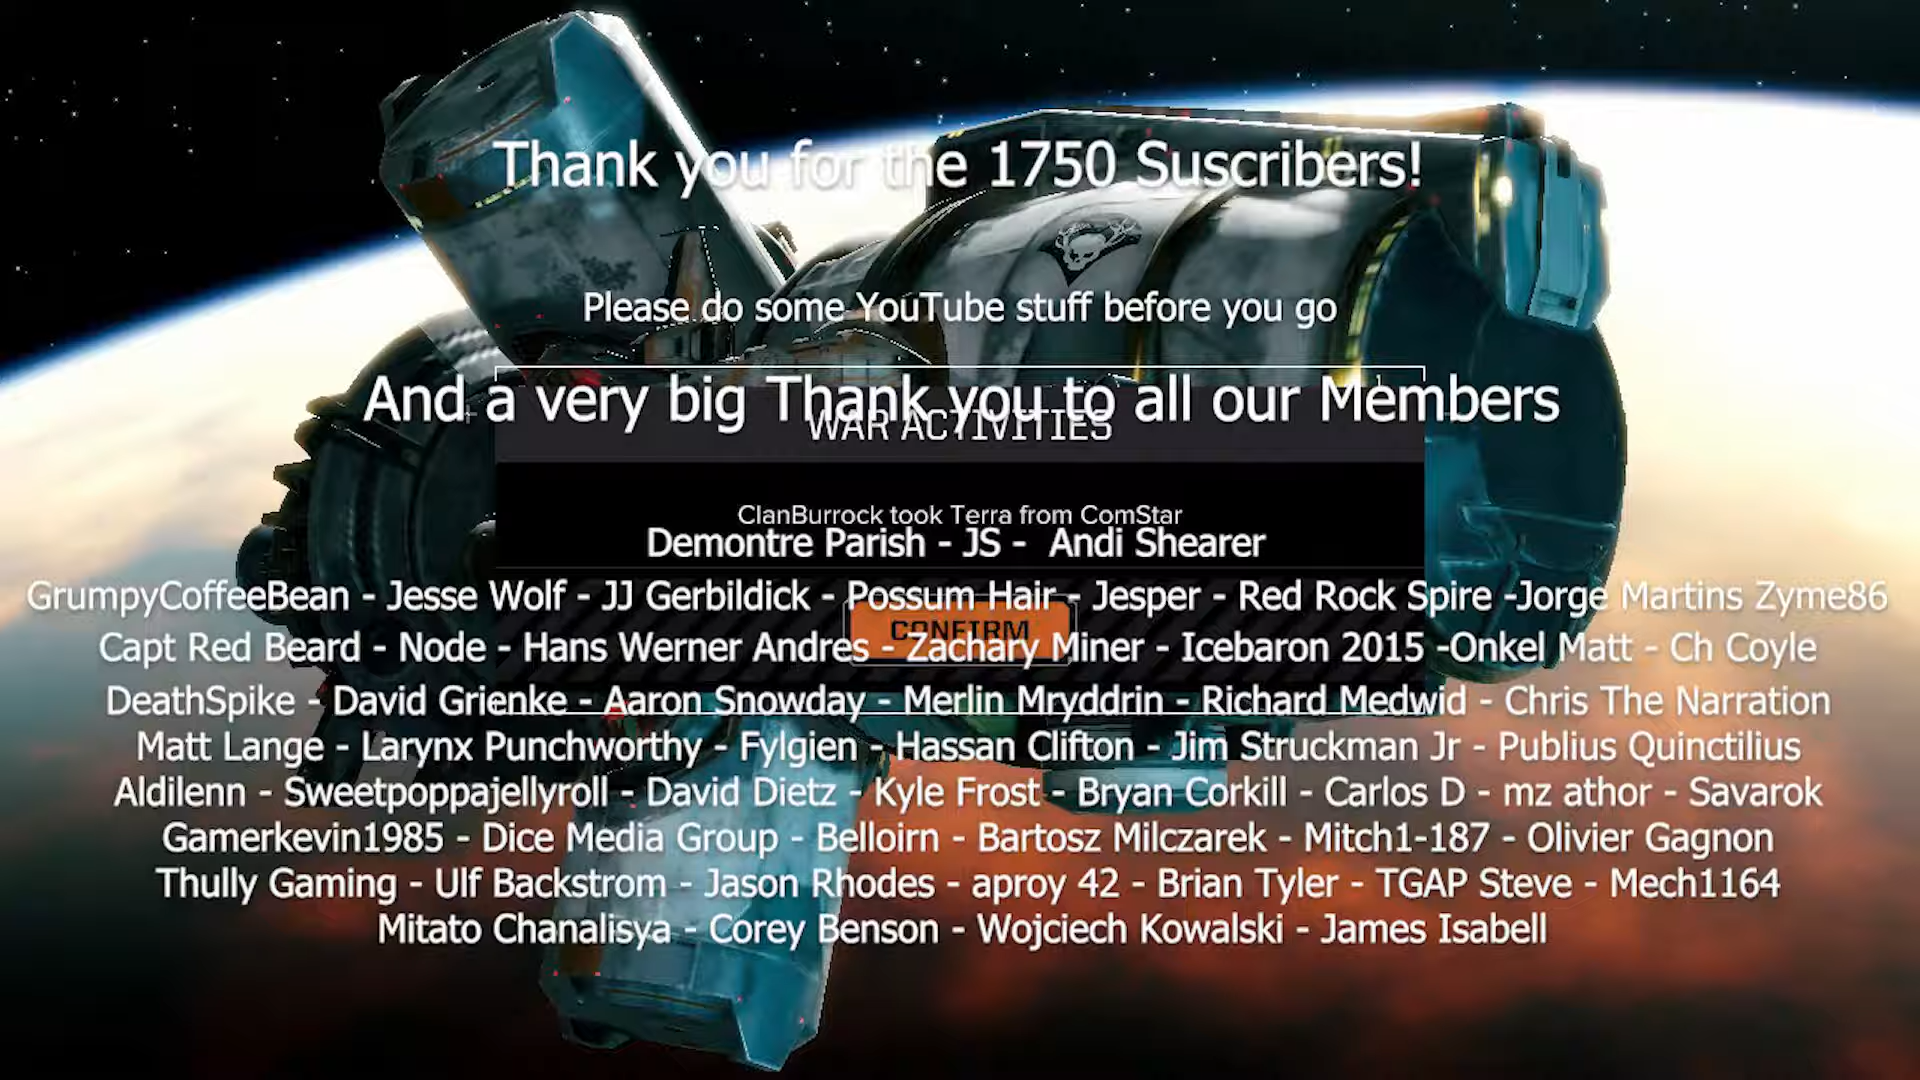 Thank you for the 1750 Suscribers!
Please do some YouTube stuff before you go
And a very big Thank you to all our Members
WAR ACTIVITIES
ClanBurrock took Terra from ComStar
Demontre Parish - JS -  Andi Shearer
GrumpyCoffeeBean - Jesse Wolf - JJ Gerbildick - Possum Hair - Jesper - Red Rock Spire -Jorge Martins Zyme86
CONFIRM
Capt Red Beard - Node - Hans Werner Andres - Zachary Miner - Icebaron 2015 -Onkel Matt - Ch Coyle
DeathSpike - David Grienke - Aaron Snowday - Merlin Mryddrin - Richard Medwid - Chris The Narration
Matt Lange - Larynx Punchworthy - Fylgien - Hassan Clifton - Jim Struckman Jr - Publius Quinctilius
Aldilenn - Sweetpoppajellyroll - David Dietz - Kyle Frost - Bryan Corkill - Carlos D - mz athor - Savarok
Gamerkevin1985 - Dice Media Group - Belloirn - Bartosz Milczarek - Mitch1-187 - Olivier Gagnon
Thully Gaming - Ulf Backstrom - Jason Rhodes - aproy 42 - Brian Tyler - TGAP Steve - Mech1164
Mitato Chanalisya - Corey Benson - Wojciech Kowalski - James Isabell